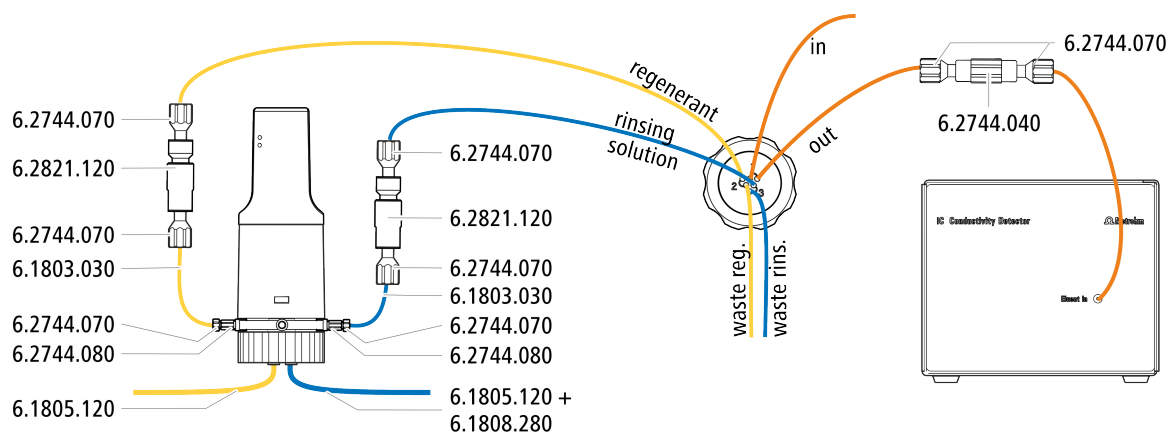 6.2744.070
6.2821.120
6.2744.070
6.1803.030
6.2744.070
6.2744.080
6.1805.120
6.2744.070
6.2821.120
6.2744.070
6.1803.030
6.2744.070
6.2744.080
6.1805.120 +
6.1808.280
regenerant
rinsing
solution
in
out
2
3
waste reg.
waste rins.
6.2744.070
6.2744.040
IC Conductivity Detector
Metrohm
Eluent in